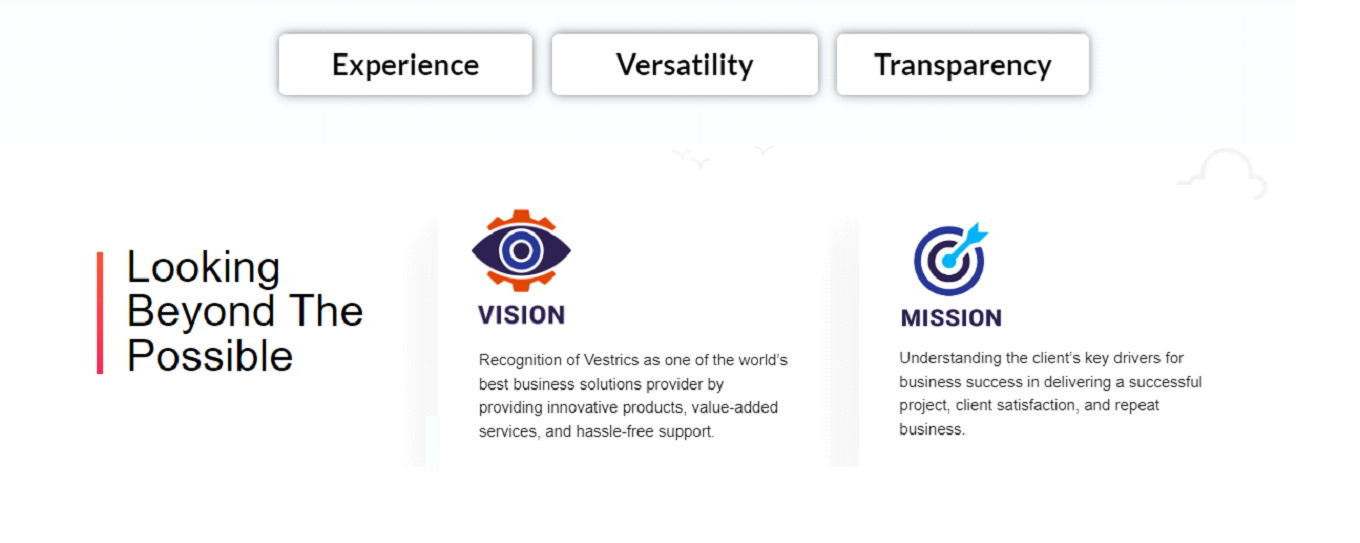 Experience
Versatility
Transparency
Looking
Beyond The
Possible
VISION
Recognition of Vestrics as one of the world's
best business solutions provider by
providing innovative products, value-added
services, and hassle-free support.
MISSION
Understanding the client's key drivers for
business success in delivering a successful
project, client satisfaction, and repeat
business.